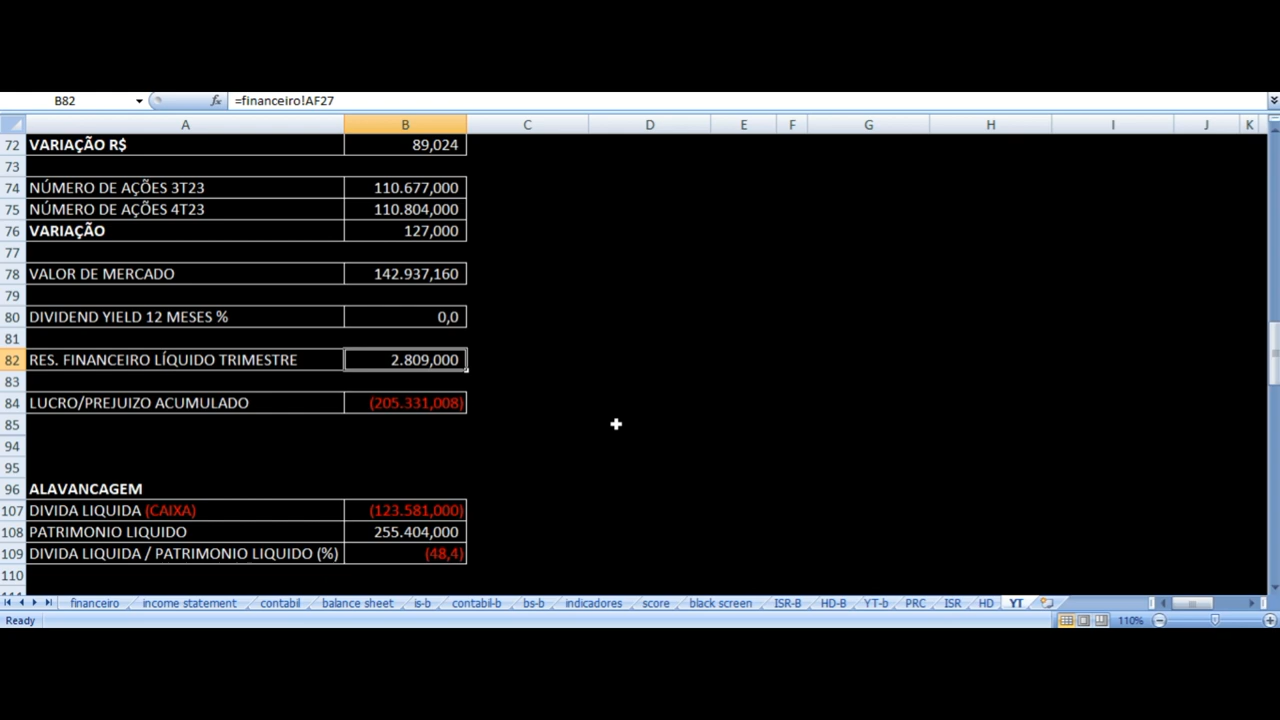 B82 fx =financeiro!AF27
A B C D E F G H I J K
72 VARIAÇÃO R$ 89,024
73
74 NÚMERO DE AÇÕES 3T23 110.677,000
75 NÚMERO DE AÇÕES 4T23 110.804,000
76 VARIAÇÃO 127,000
77
78 VALOR DE MERCADO 142.937,160
79
80 DIVIDEND YIELD 12 MESES % 0,0
81
82 RES. FINANCEIRO LÍQUIDO TRIMESTRE 2.809,000
83
84 LUCRO/PREJUIZO ACUMULADO (205.331,008)
85
94
95
96 ALAVANCAGEM
107 DIVIDA LIQUIDA (CAIXA) (123.581,000)
108 PATRIMONIO LIQUIDO 255.404,000
109 DIVIDA LIQUIDA / PATRIMONIO LIQUIDO (%) (48,4)
110
financeiro income statement contabil balance sheet is-b contabil-b bs-b indicadores score black screen ISR-B HD-B YT-b PRC ISR HD YT
Ready 110%